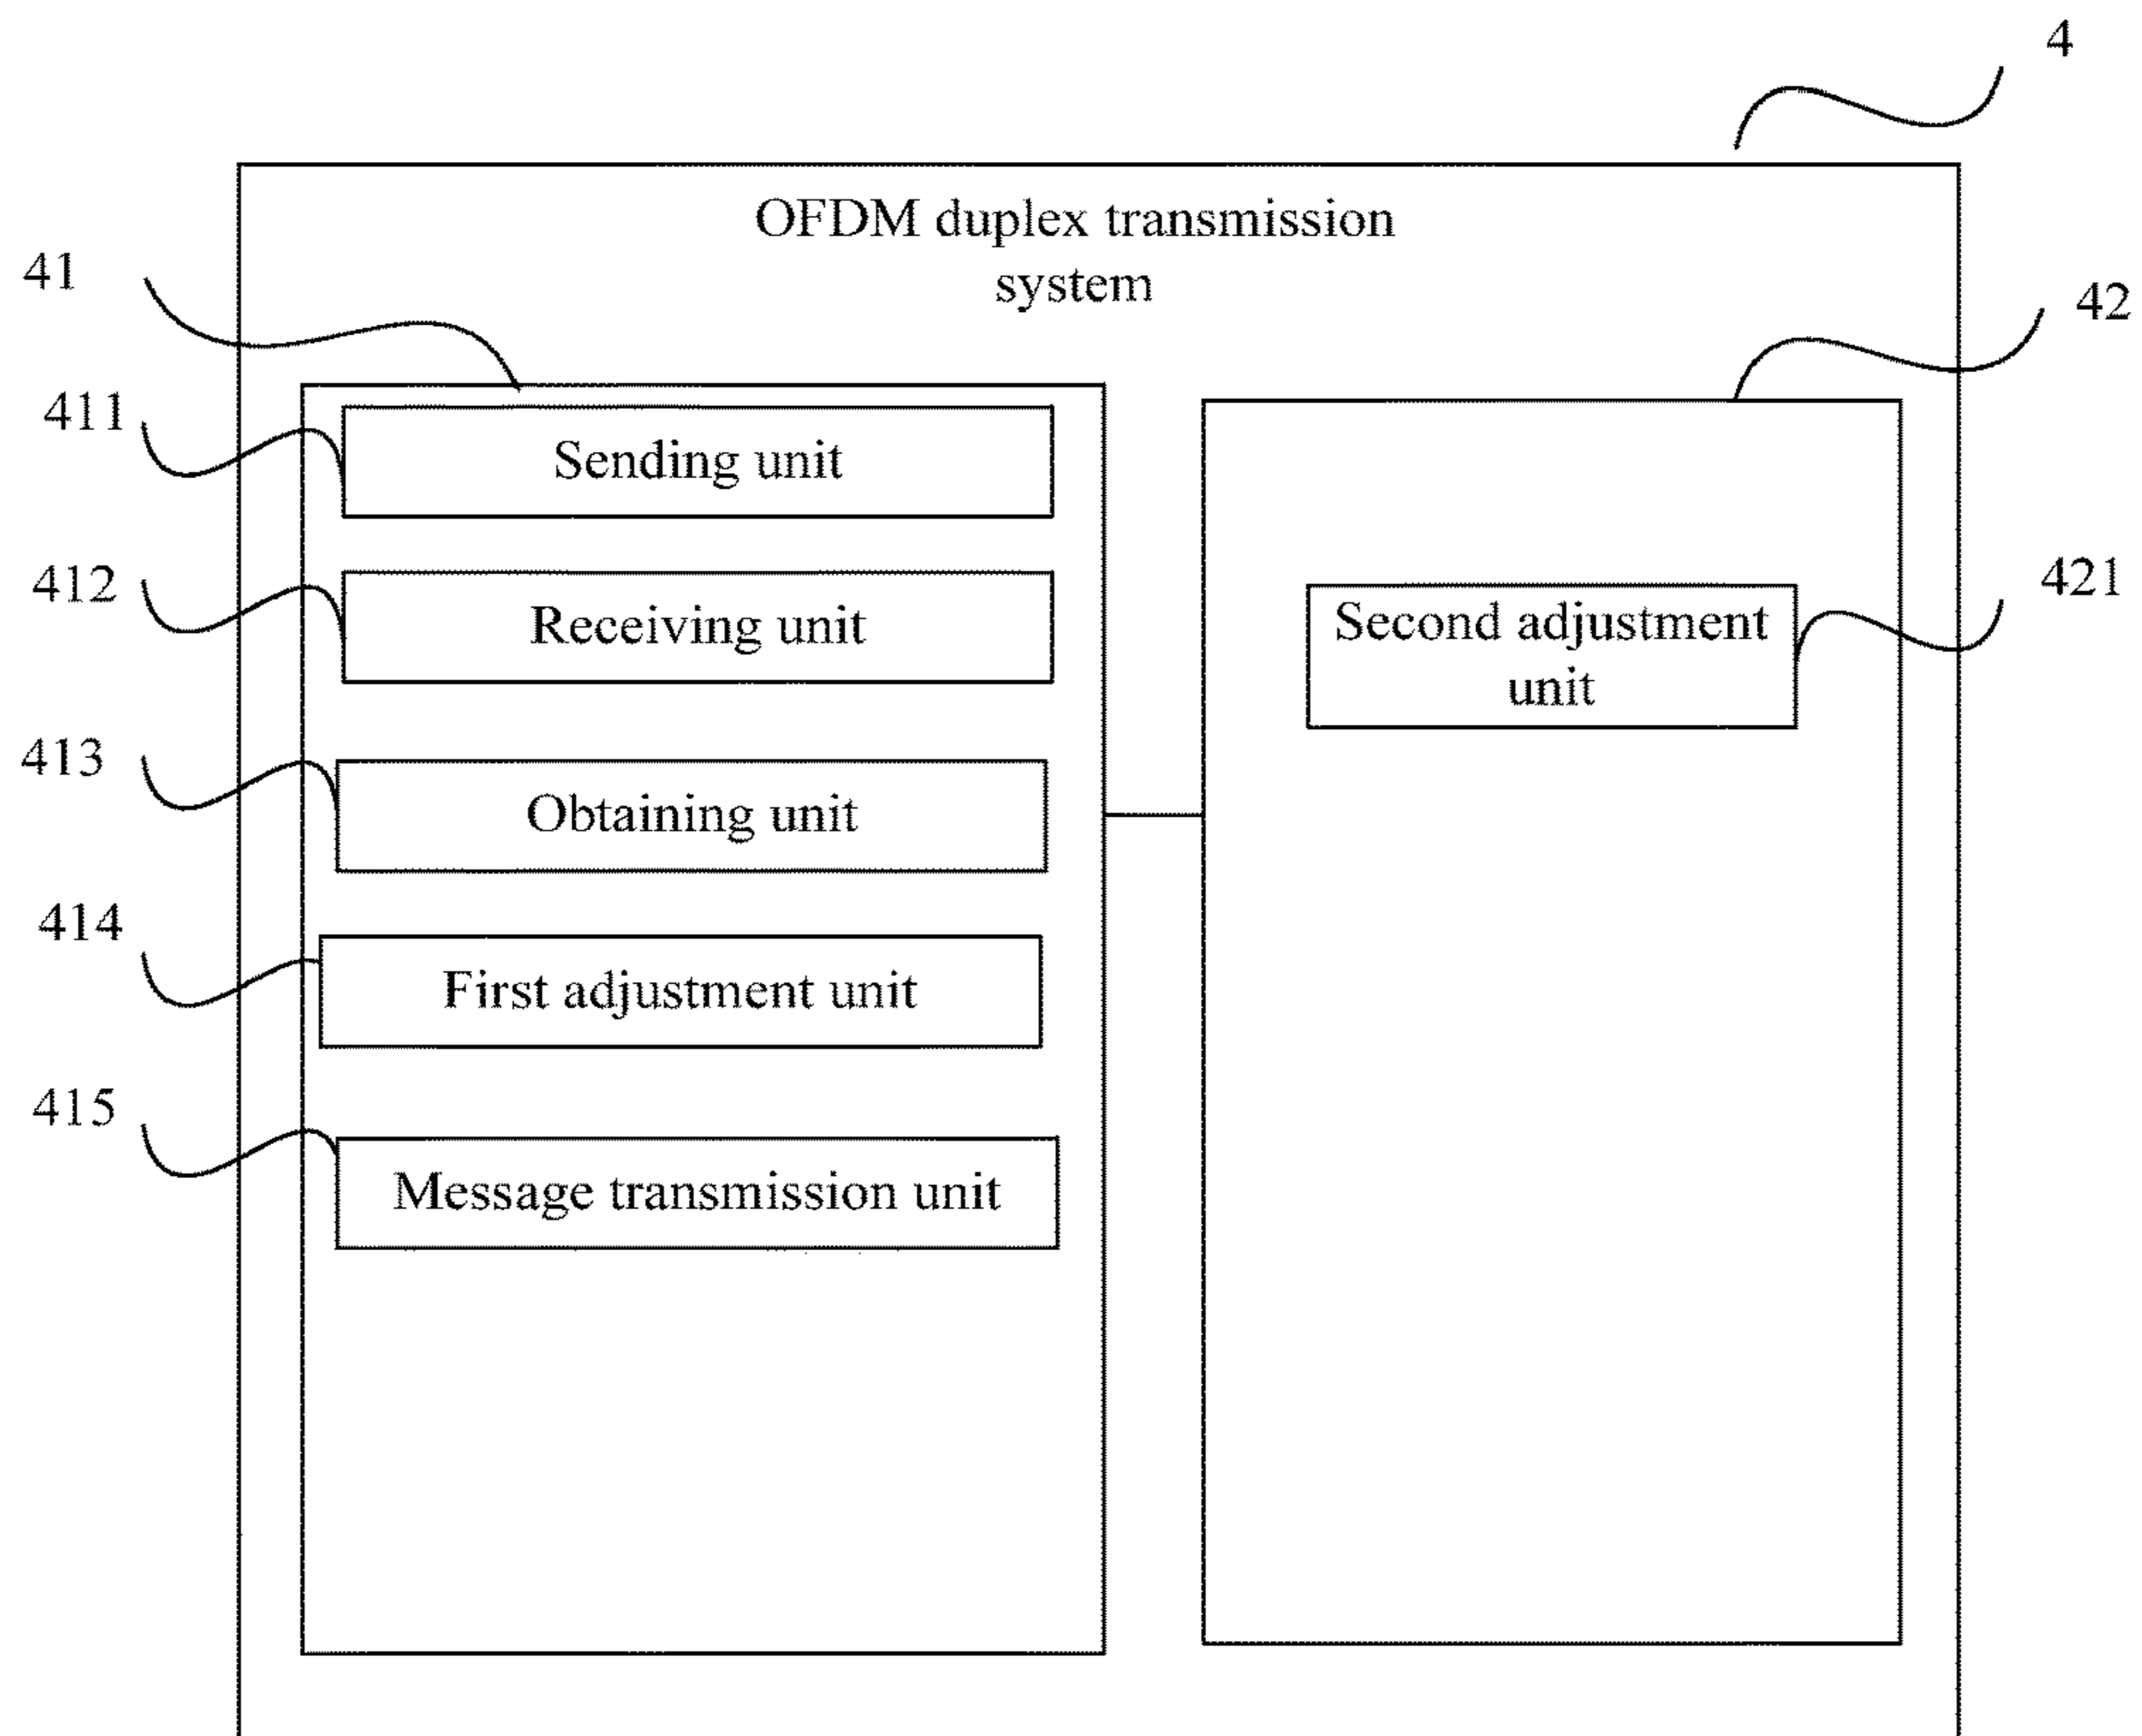 4
OFDM duplex transmission
system
41
42
411
Sending unit
412
Receiving unit
421
Second adjustment
unit
413
Obtaining unit
414
First adjustment unit
415
Message transmission unit